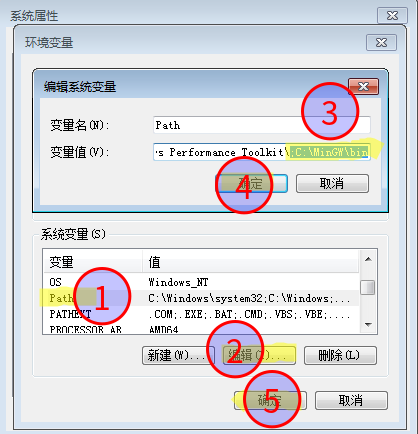 系统属性
环境变量
编辑系统变量
3
变量名(N):
Path
变量值(V):
s Performance Toolkit\;C:\MinGW\bin
4
确定
取消
系统变量(S)
变量
值
OS
Windows_NT
Path
1
C:\Windows\system32;C:\Windows;...
PATHEXT
.COM;.EXE;.BAT;.CMD;.VBS;.VBE;....
PROCESSOR_AR
AMD64
2
新建(W)...
编辑(I)...
删除(L)
5
确定
取消